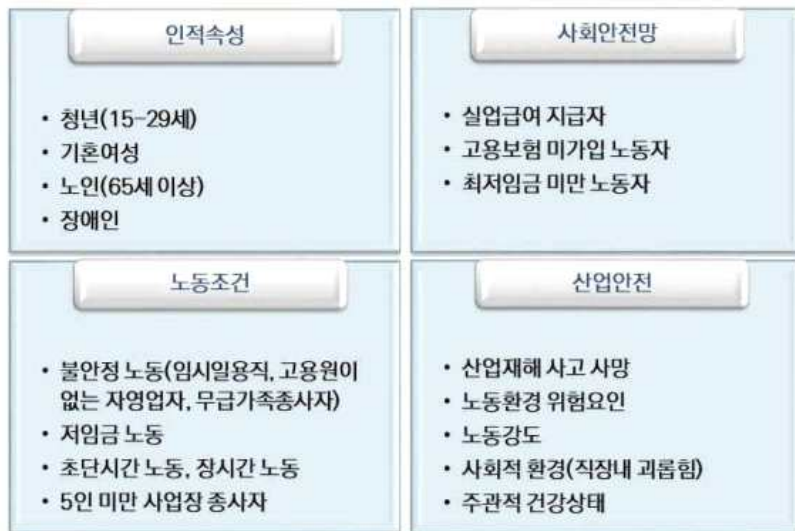 인적속성
• 청년(15-29세)
• 기혼여성
• 노인(65세 이상)
• 장애인
사회안전망
• 실업급여 지급자
• 고용보험 미가입 노동자
• 최저임금 미만 노동자
노동조건
• 불안정 노동(임시일용직, 고용원이
없는 자영업자, 무급가족종사자)
• 저임금 노동
• 초단시간 노동, 장시간 노동
• 5인 미만 사업장 종사자
산업안전
• 산업재해 사고 사망
• 노동환경 위험요인
• 노동강도
• 사회적 환경(직장내 괴롭힘)
• 주관적 건강상태